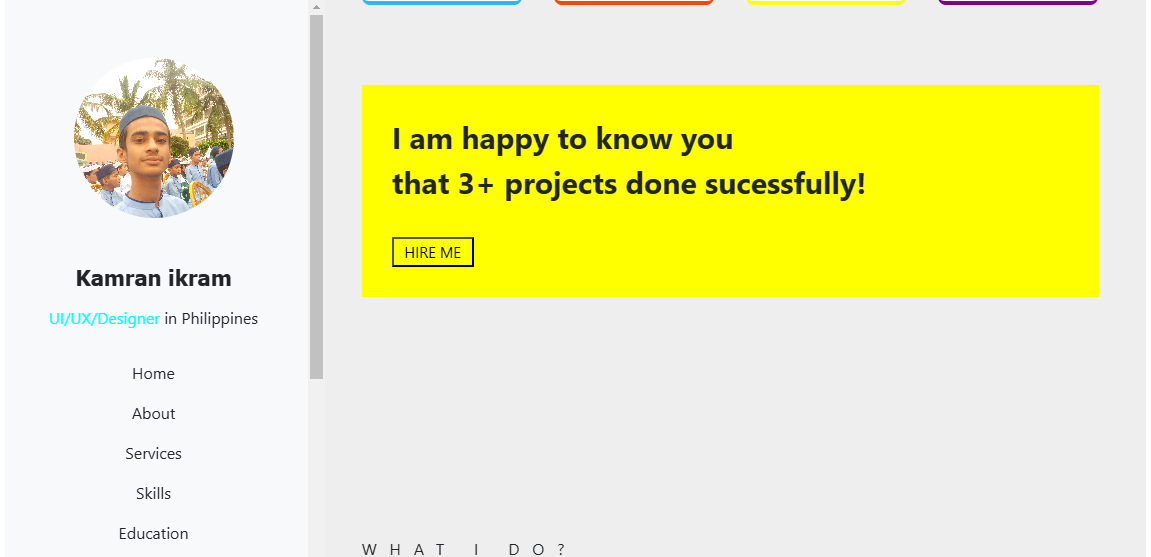 Kamran ikram
UI/UX/Designer in Philippines
Home
About
Services
Skills
Education
I am happy to know you
that 3+ projects done sucessfully!
HIRE ME
WHAT I DO?